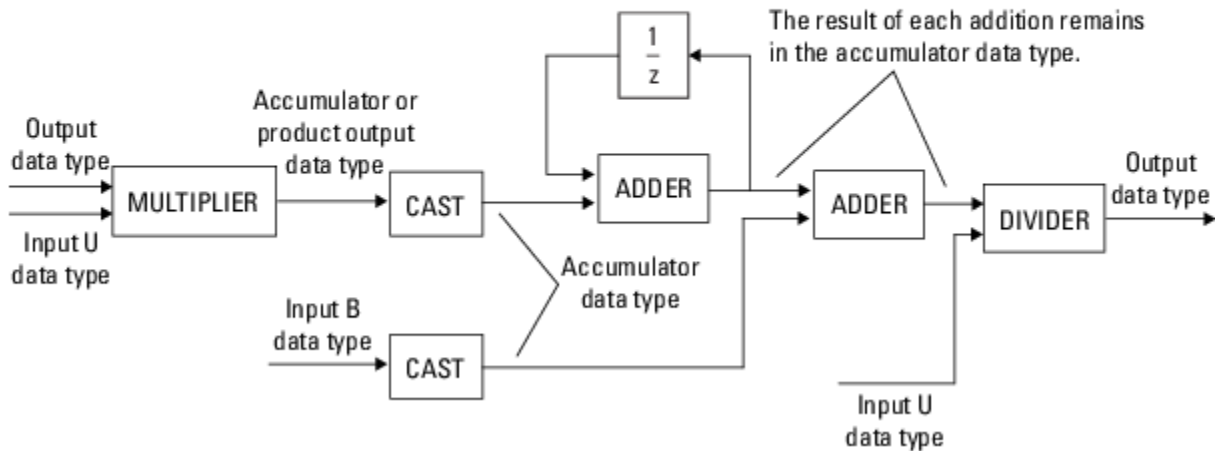 The result of each addition remains
in the accumulator data type.
1
z
Accumulator or
product output
data type
Output
data type
MULTIPLIER
Input U
data type
CAST
ADDER
ADDER
DIVIDER
Output
data type
Accumulator
data type
Input B
data type
CAST
Input U
data type